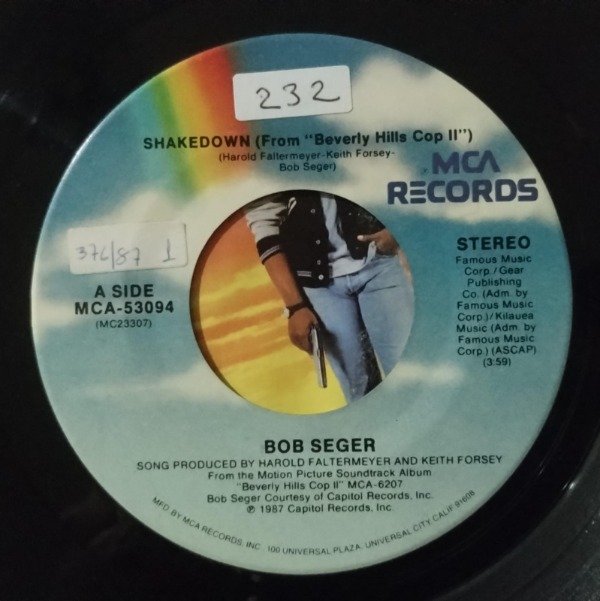 232
SHAKEDOWN (From "Beverly Hills Cop II")
(Harold Faltermeyer-Keith Forsey-
Bob Seger)
MCA
RECORDS
376/87 1
A SIDE
MCA-53094
(MC23307)
STEREO
Famous Music
Corp./Gear
Publishing
Co. (Adm. by
Famous Music
Corp.)/Kilauea
Music (Adm. by
Famous Music
Corp.) (ASCAP)
(3:59)
BOB SEGER
SONG PRODUCED BY HAROLD FALTERMEYER AND KEITH FORSEY
From the Motion Picture Soundtrack Album
"Beverly Hills Cop II" MCA-6207
Bob Seger Courtesy of Capitol Records, Inc.
℗ 1987 Capitol Records, Inc.
MFD BY MCA RECORDS, INC. 100 UNIVERSAL PLAZA, UNIVERSAL CITY, CALIF. 91608